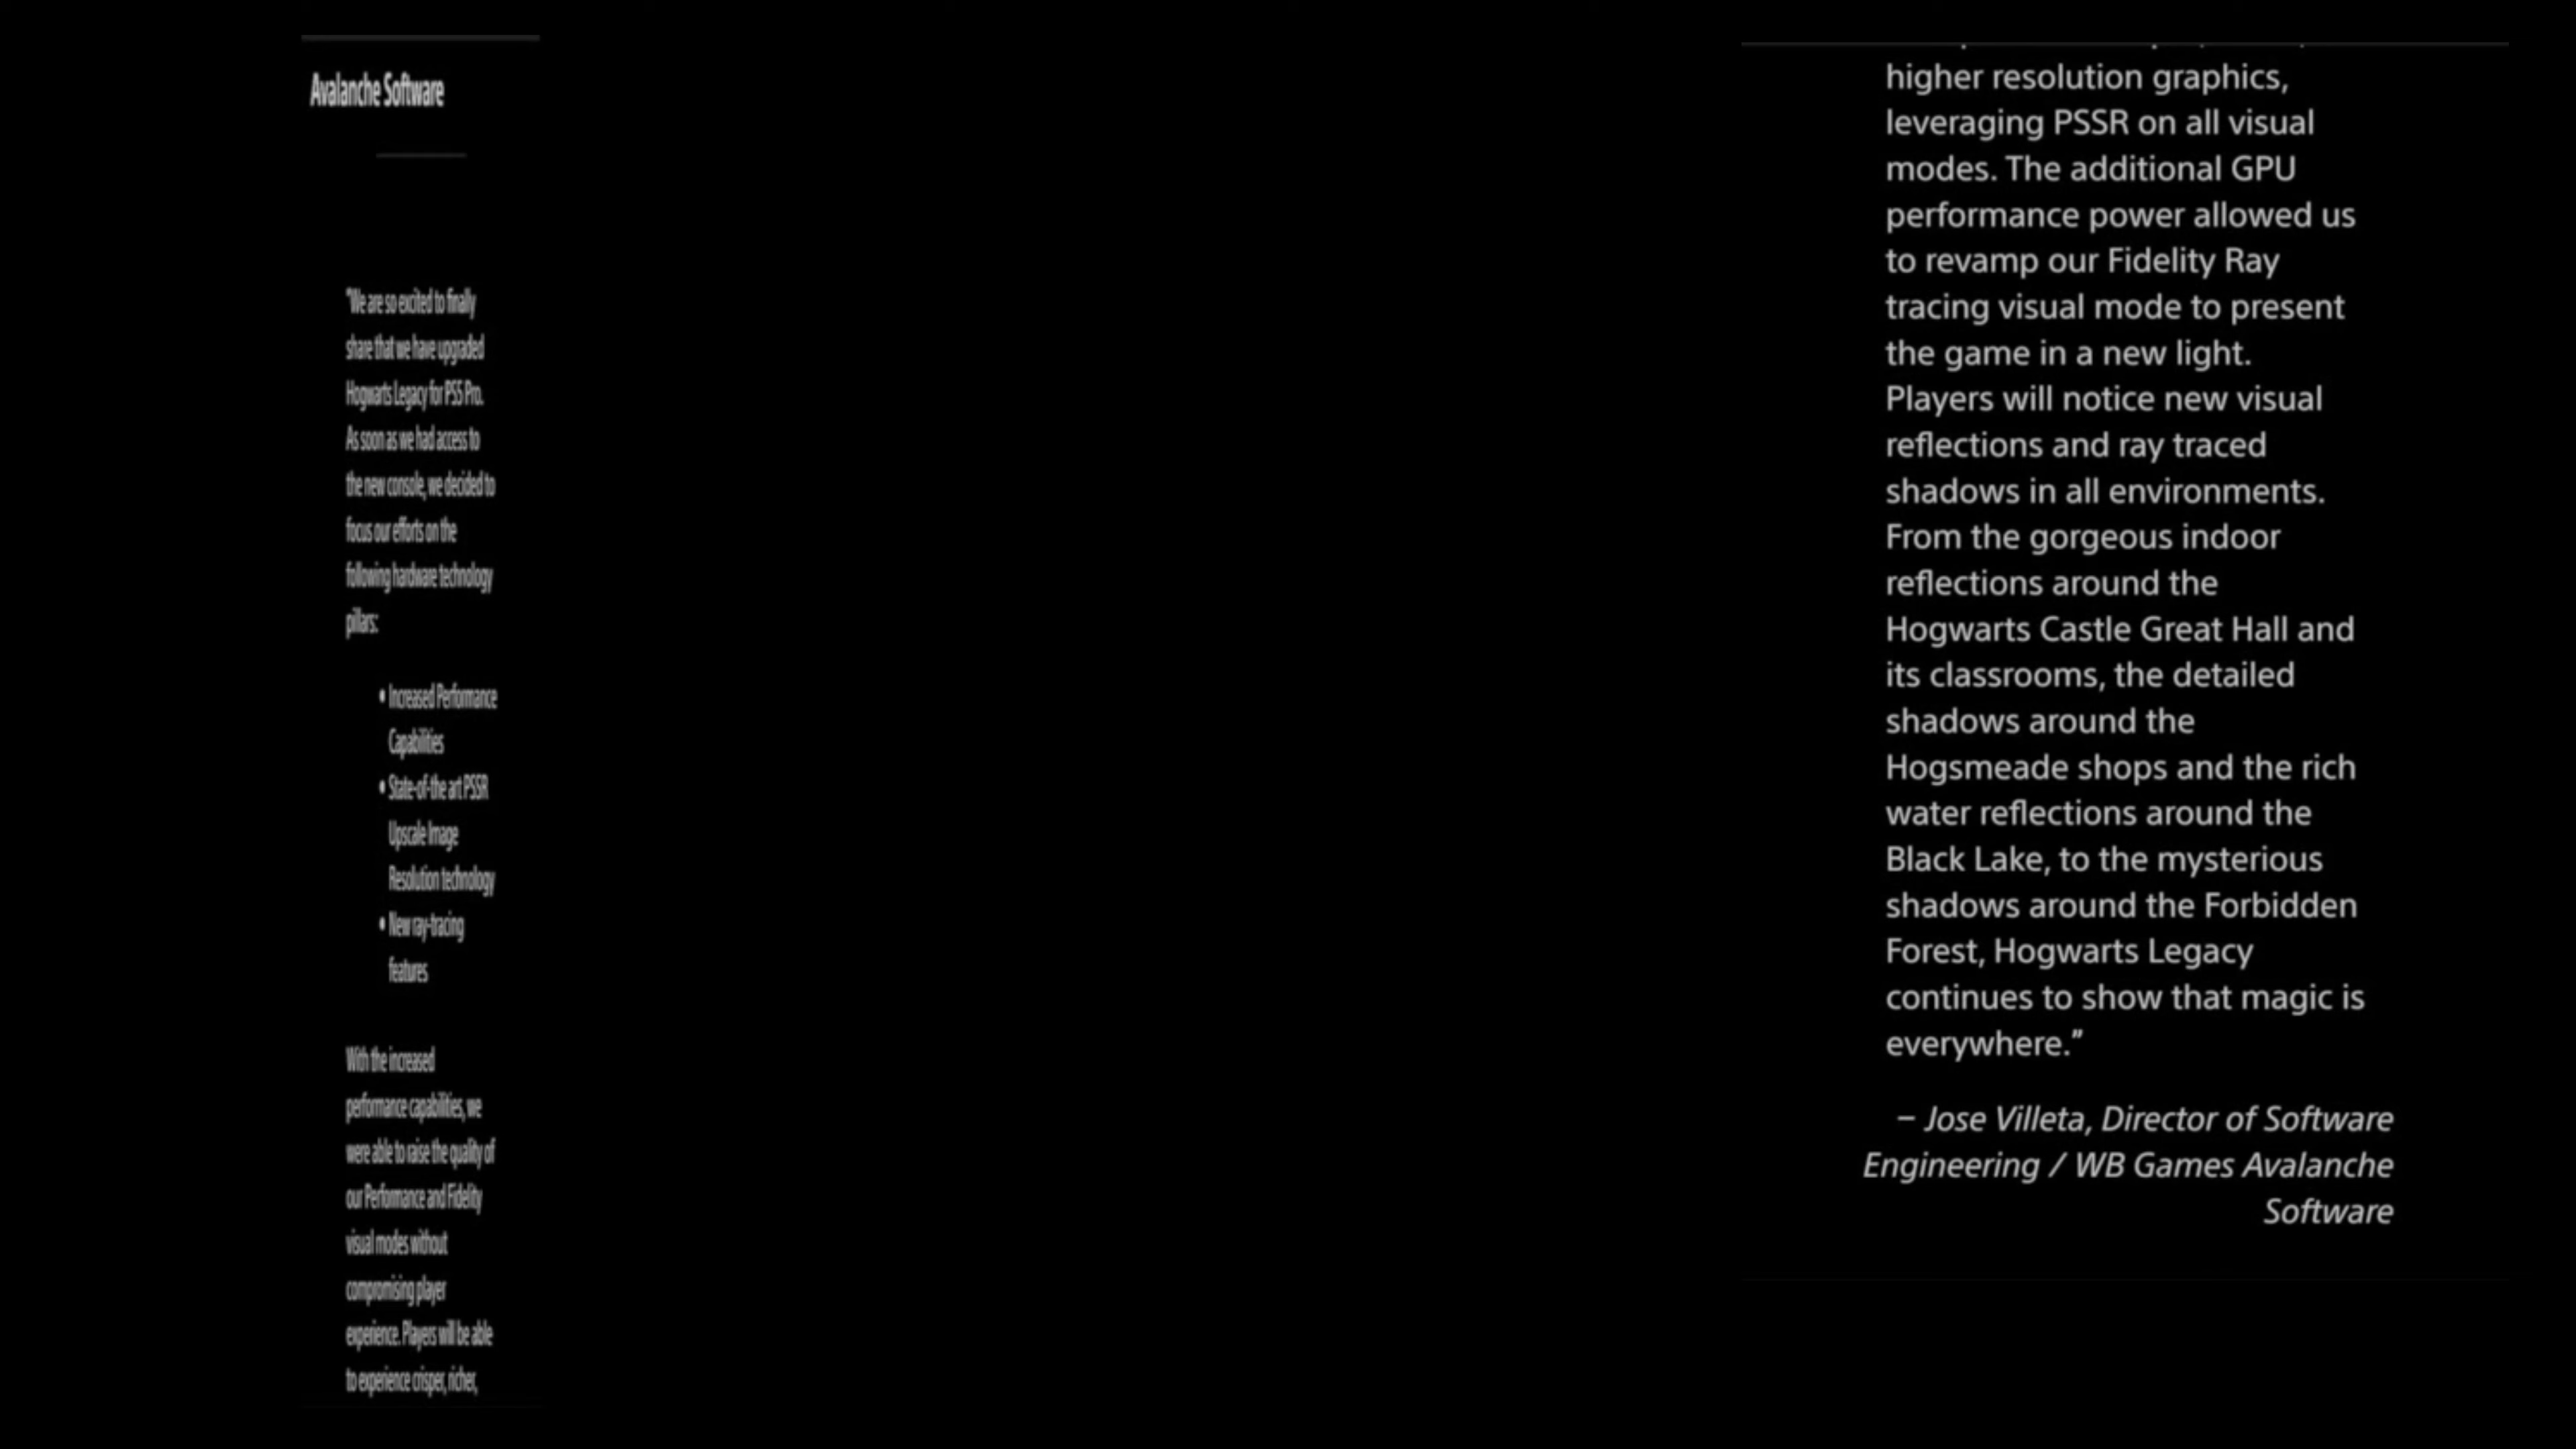 Avalanche Software
"We are so excited to finally
share that we have upgraded
Hogwarts Legacy for PS5 Pro.
As soon as we had access to
the new console, we decided to
focus our efforts on the
following hardware technology
pillars:
• Increased Performance
Capabilities
• State-of-the art PSSR
Upscale Image
Resolution technology
• New ray-tracing
features
With the increased
performance capabilities, we
were able to raise the quality of
our Performance and Fidelity
visual modes without
compromising player
experience. Players will be able
to experience crisper, richer,
higher resolution graphics,
leveraging PSSR on all visual
modes. The additional GPU
performance power allowed us
to revamp our Fidelity Ray
tracing visual mode to present
the game in a new light.
Players will notice new visual
reflections and ray traced
shadows in all environments.
From the gorgeous indoor
reflections around the
Hogwarts Castle Great Hall and
its classrooms, the detailed
shadows around the
Hogsmeade shops and the rich
water reflections around the
Black Lake, to the mysterious
shadows around the Forbidden
Forest, Hogwarts Legacy
continues to show that magic is
everywhere.”
– Jose Villeta, Director of Software
Engineering / WB Games Avalanche
Software